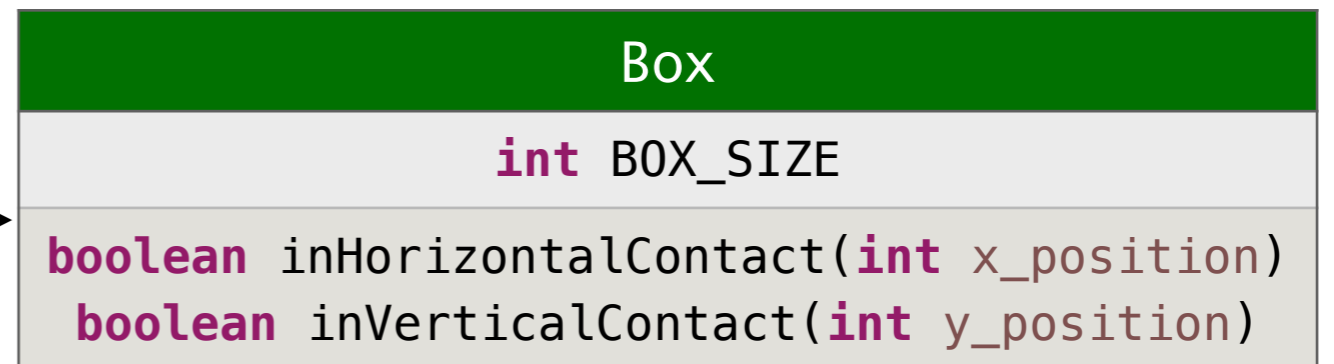 Box
int BOX_SIZE
boolean inHorizontalContact(int x_position)
boolean inVerticalContact(int y_position)